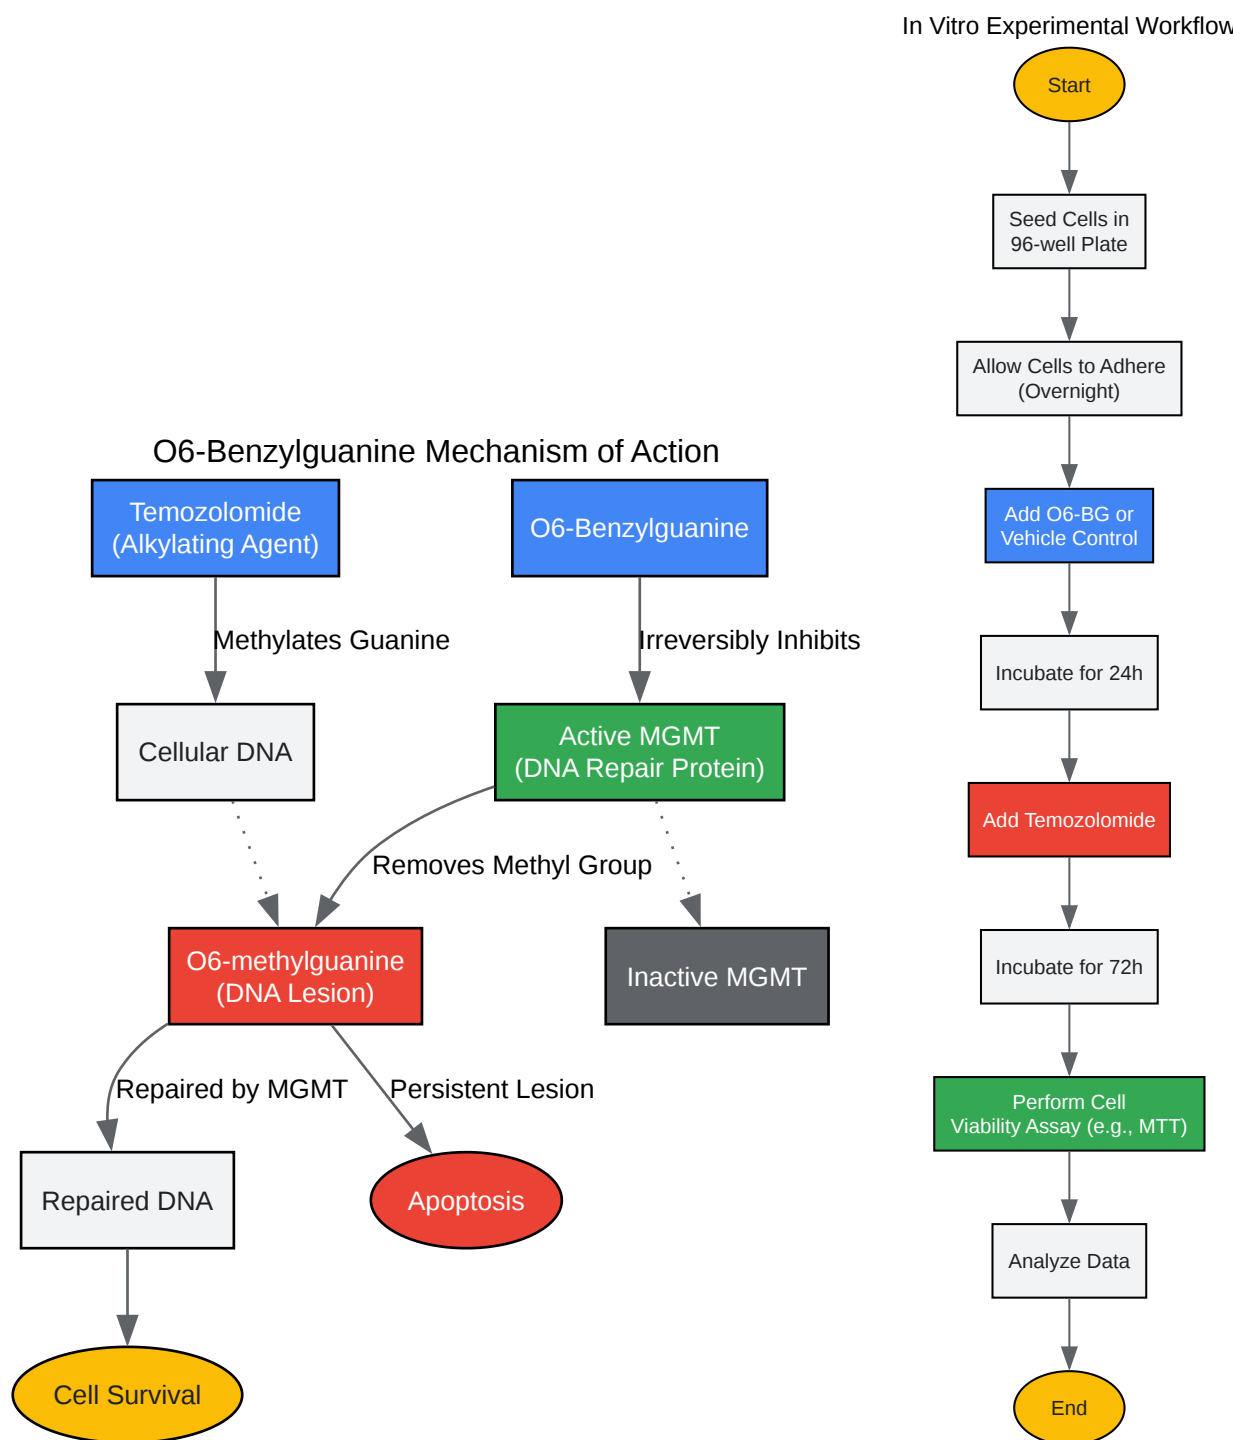 O6-Benzylguanine Mechanism of Action
Temozolomide
(Alkylating Agent)
O6-Benzylguanine
Methylates Guanine
Irreversibly Inhibits
Cellular DNA
Active MGMT
(DNA Repair Protein)
Removes Methyl Group
O6-methylguanine
(DNA Lesion)
Inactive MGMT
Repaired by MGMT
Persistent Lesion
Repaired DNA
Apoptosis
Cell Survival
In Vitro Experimental Workflow
Start
Seed Cells in
96-well Plate
Allow Cells to Adhere
(Overnight)
Add O6-BG or
Vehicle Control
Incubate for 24h
Add Temozolomide
Incubate for 72h
Perform Cell
Viability Assay (e.g., MTT)
Analyze Data
End